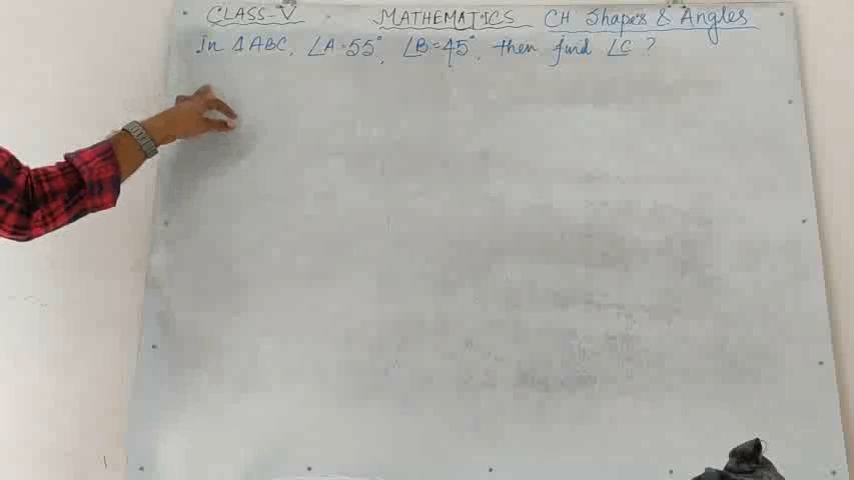 CLASS-V MATHEMATICS CH Shapes & Angles
In ΔABC, ∠A=55°, ∠B=45°, then find ∠C ?